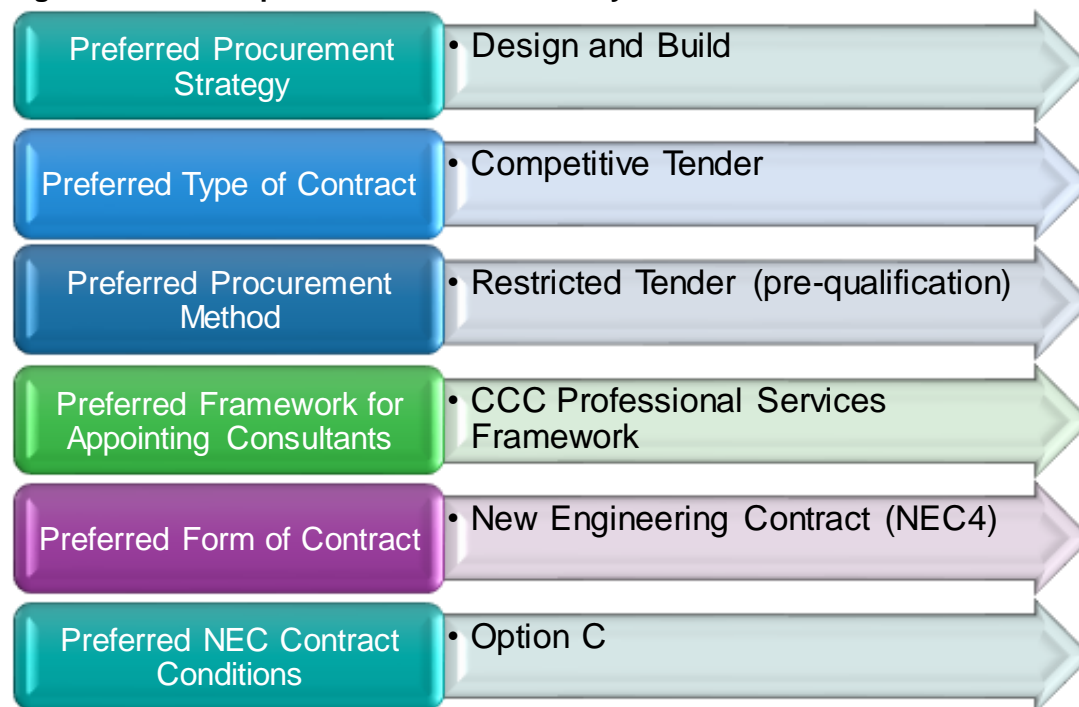 Preferred Procurement
Strategy
• Design and Build
Preferred Type of Contract
• Competitive Tender
Preferred Procurement
Method
• Restricted Tender (pre-qualification)
Preferred Framework for
Appointing Consultants
• CCC Professional Services
Framework
Preferred Form of Contract
• New Engineering Contract (NEC4)
Preferred NEC Contract
Conditions
• Option C